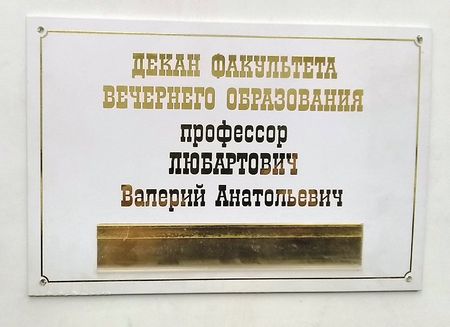 ДЕКАН ФАКУЛЬТЕТА
ВЕЧЕРНЕГО ОБРАЗОВАНИЯ
профессор
ЛЮБАРТОВИЧ
Валерий Анатольевич